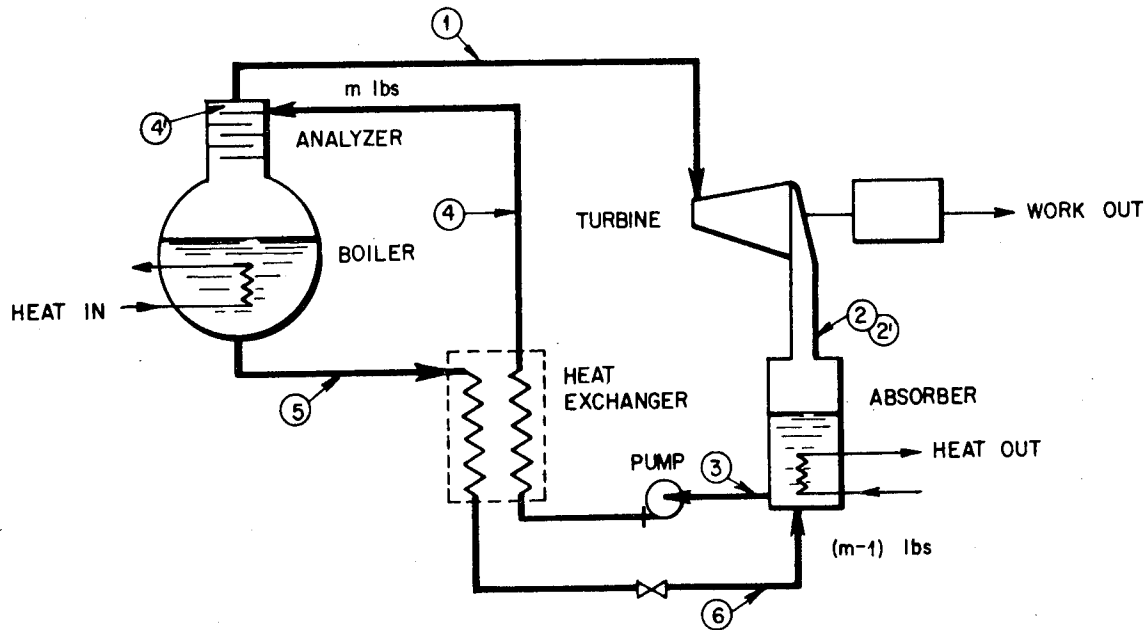 1
m lbs
4'
ANALYZER
4
TURBINE
WORK OUT
BOILER
HEAT IN
2
2'
HEAT
EXCHANGER
ABSORBER
5
PUMP
3
HEAT OUT
(m-1) lbs
6